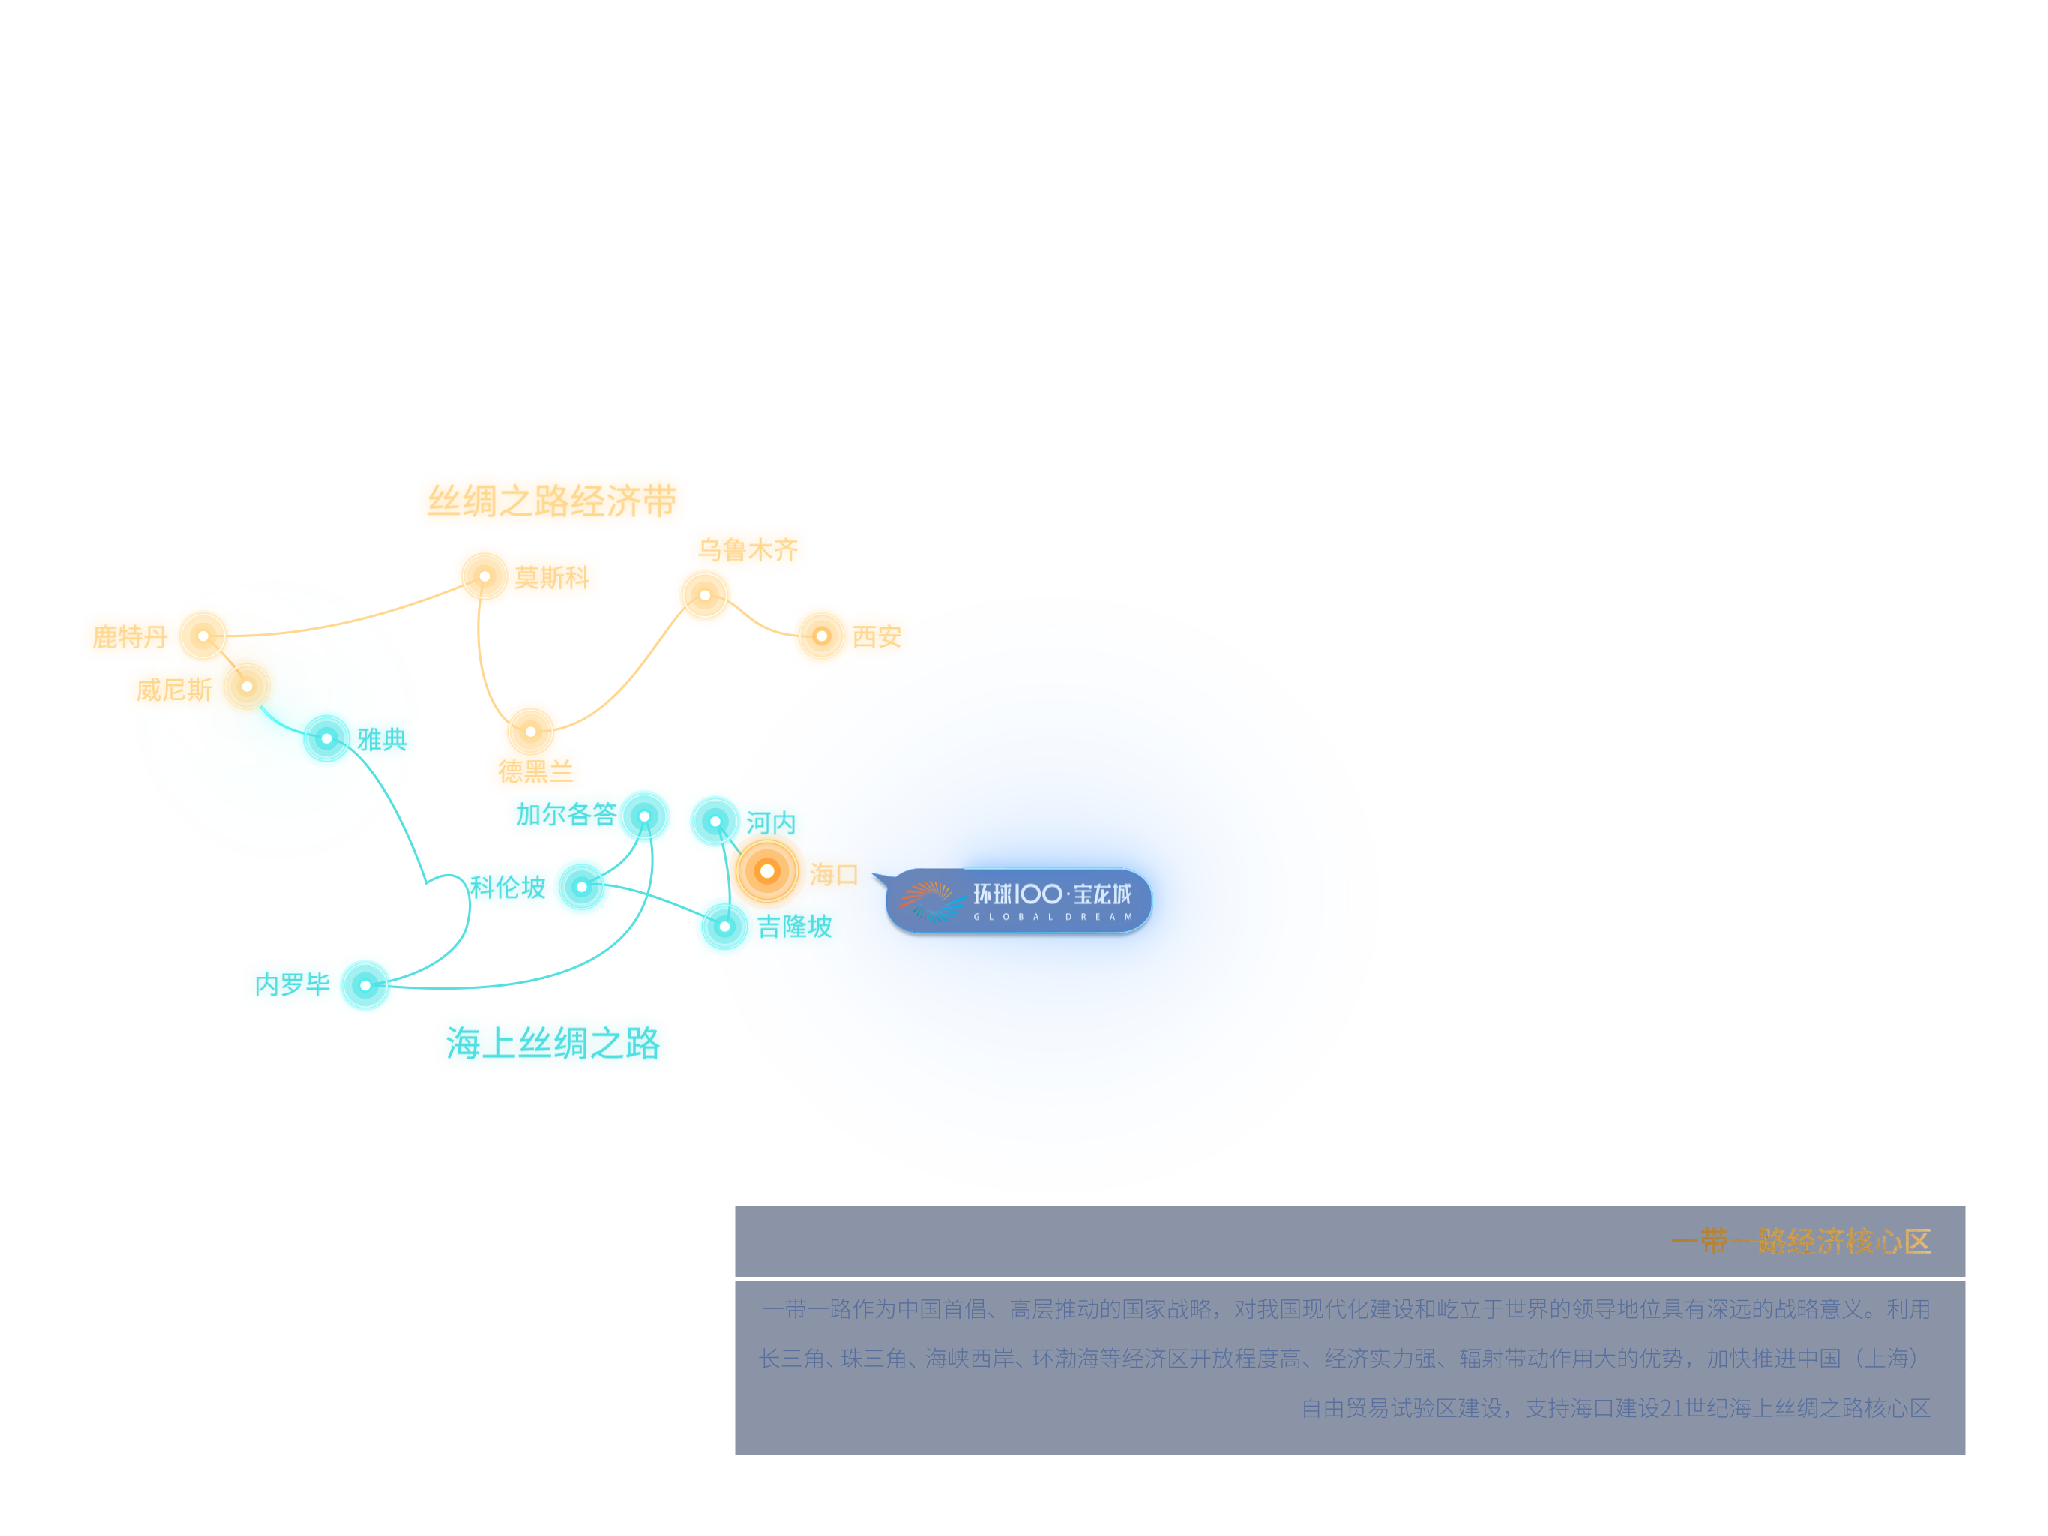 丝绸之路经济带
乌鲁木齐
莫斯科
鹿特丹
西安
威尼斯
雅典
德黑兰
加尔各答
河内
海口
科伦坡
环球100·宝龙城
GLOBAL DREAM
吉隆坡
内罗毕
海上丝绸之路
一带一路经济核心区
一带一路作为中国首倡、高层推动的国家战略，对我国现代化建设和屹立于世界的领导地位具有深远的战略意义。利用
长三角、珠三角、海峡西岸、环渤海等经济区开放程度高、经济实力强、辐射带动作用大的优势，加快推进中国（上海）
自由贸易试验区建设，支持海口建设21世纪海上丝绸之路核心区